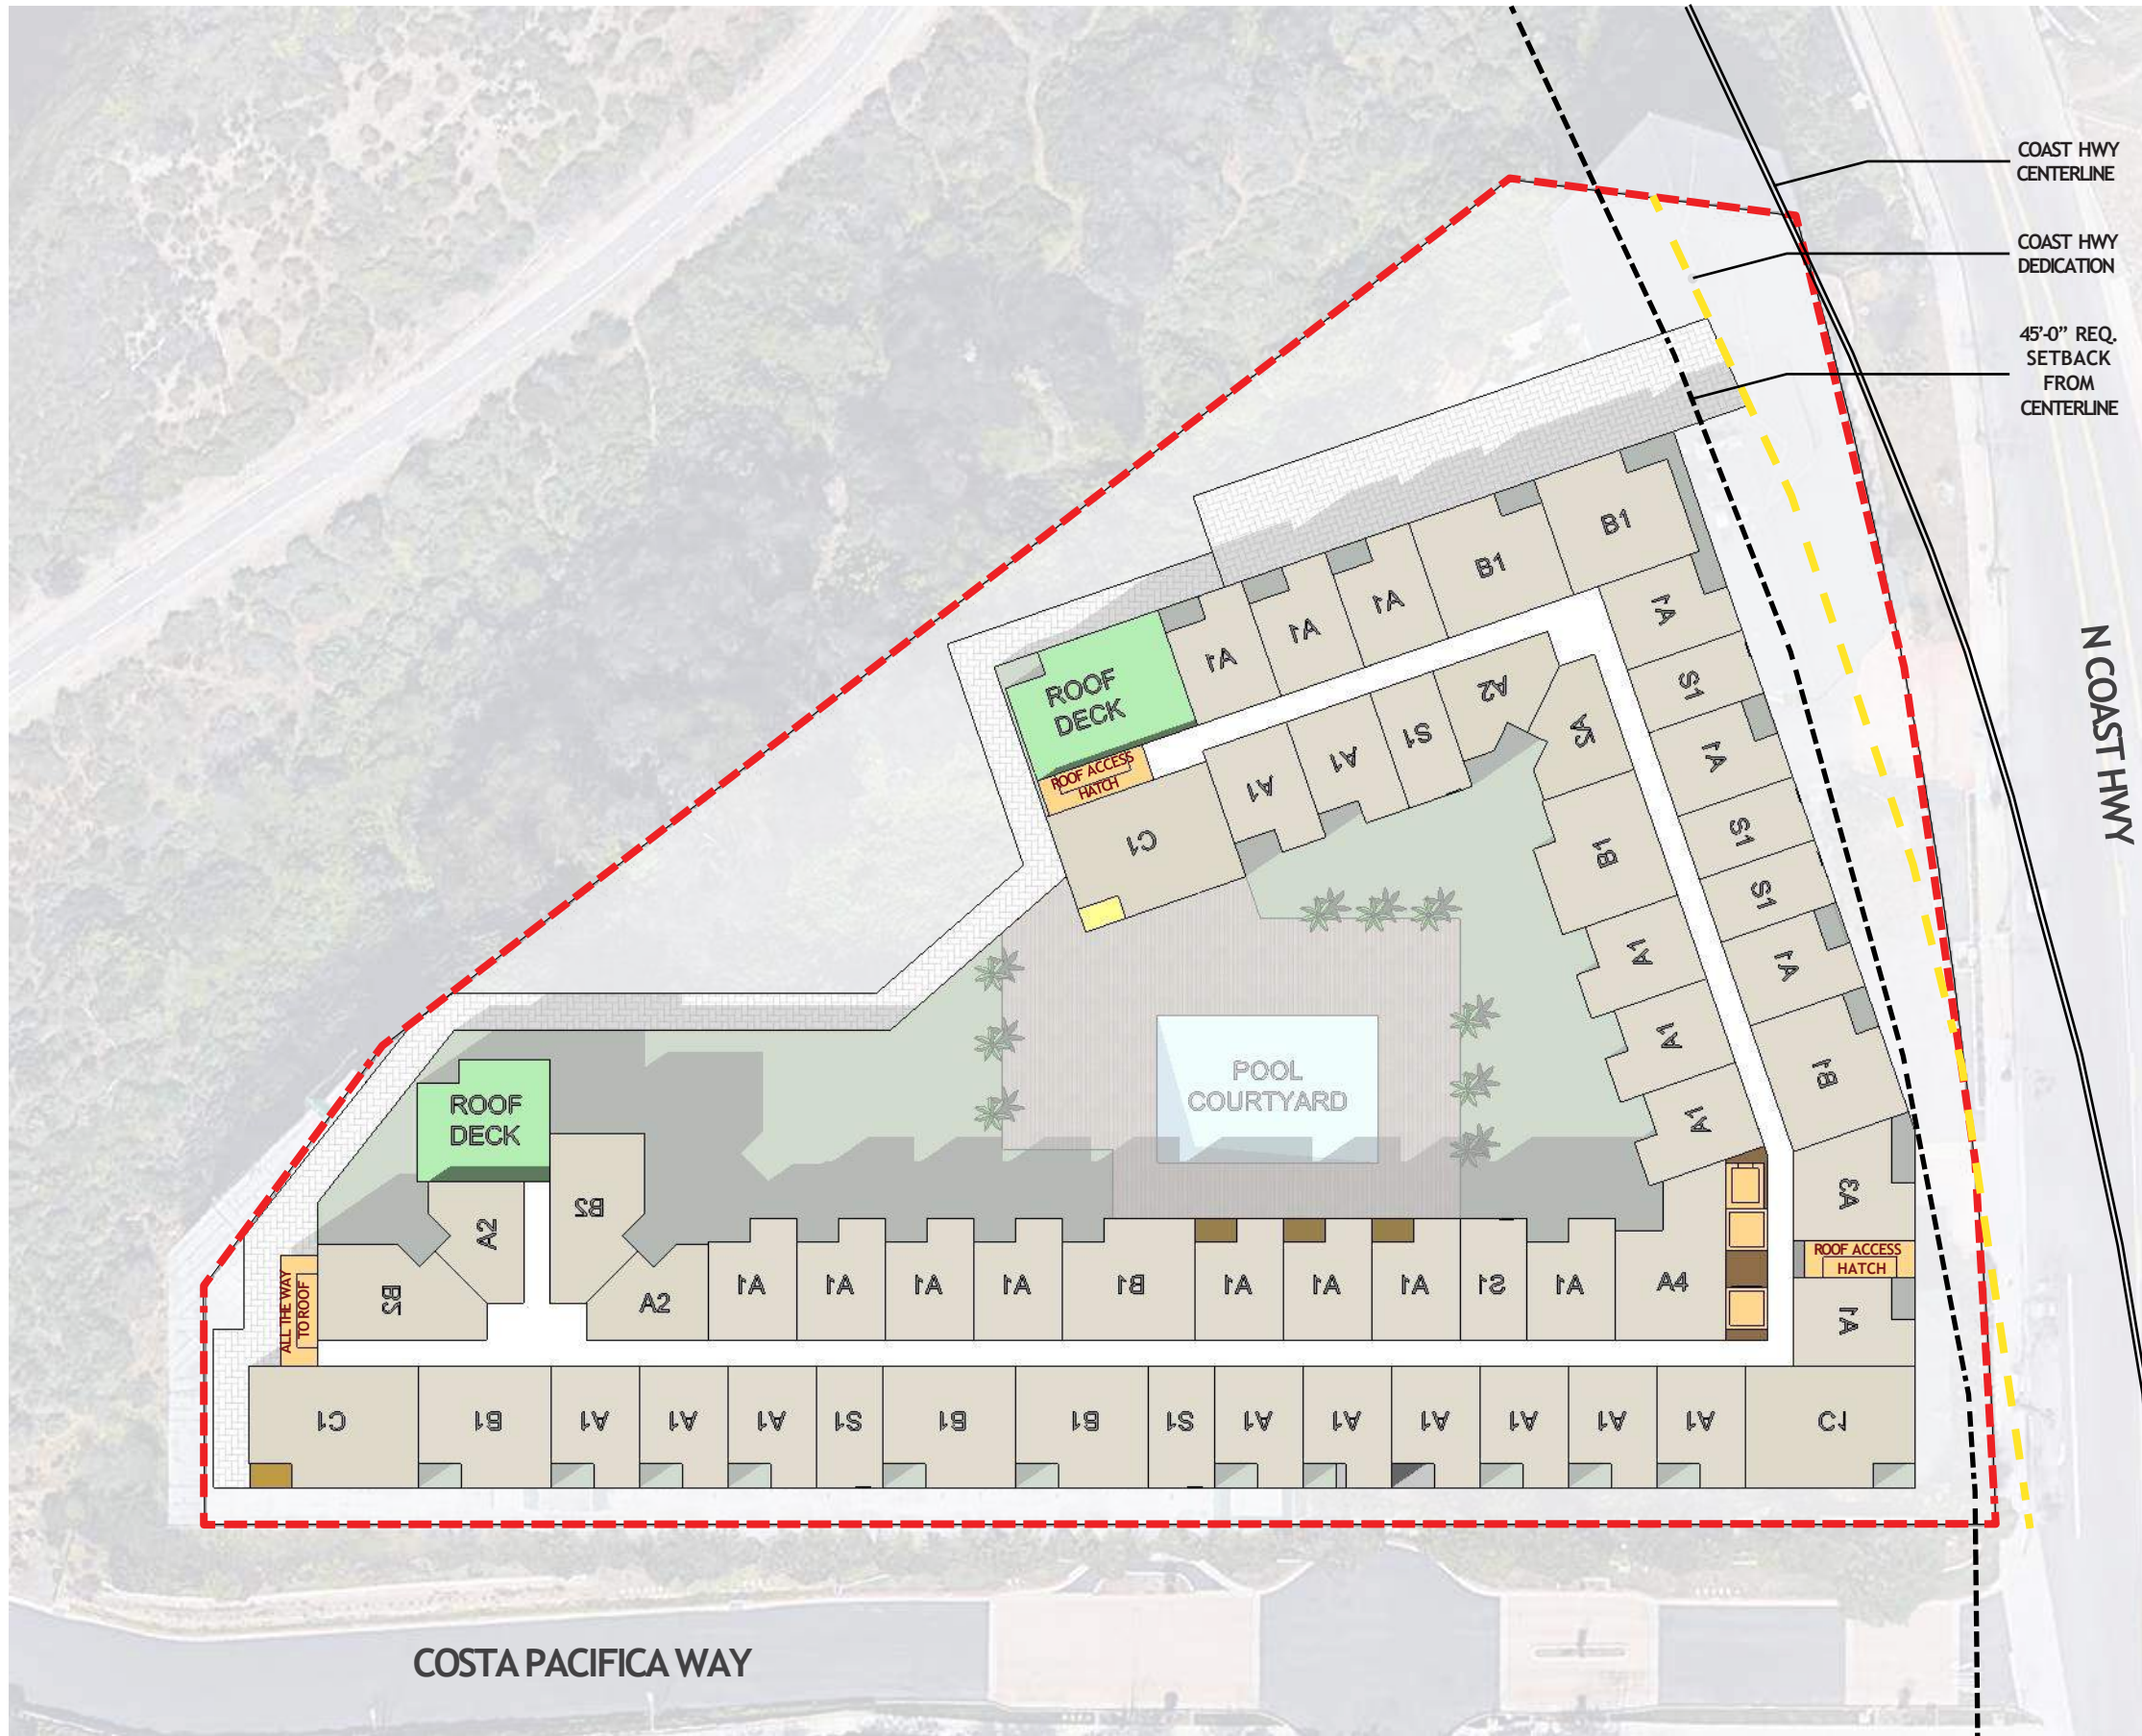 COAST HWY
CENTERLINE
COAST HWY
DEDICATION
45'-0" REQ.
SETBACK
FROM
CENTERLINE
N COAST HWY
B1
B1
A1
A1
A1
ROOF
DECK
ROOF ACCESS
HATCH
C1
A1
A1
S1
A2
A2
A1
S1
A1
S1
S1
A1
B1
B1
A1
A1
A1
A3
ROOF ACCESS
HATCH
A1
POOL
COURTYARD
ROOF
DECK
A2
B2
B2
A2
A1
A1
A1
A1
B1
A1
A1
A1
S1
A1
A4
ALL THE WAY
TO ROOF
C1
B1
A1
A1
A1
S1
B1
B1
S1
A1
A1
A1
A1
A1
A1
C1
COSTA PACIFICA WAY